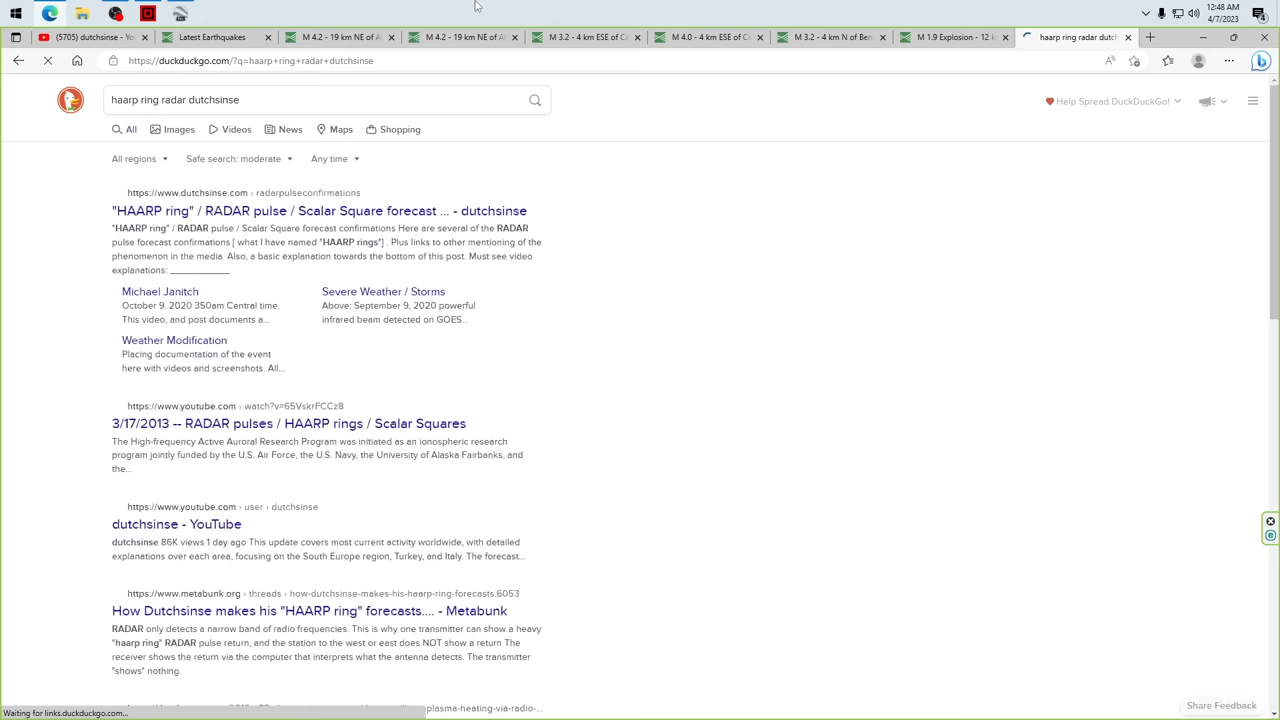 12:48 AM
4/7/2023
4
(5705) dutchsinse - Yo
Latest Earthquakes
M 4.2 - 19 km NE of A
M 4.2 - 19 km NE of A
M 3.2 - 4 km ESE of C
M 4.0 - 4 km ESE of C
M 3.2 - 4 km N of Ben
M 1.9 Explosion - 12 k
haarp ring radar dutch
https://duckduckgo.com/?q=haarp+ring+radar+dutchsinse
haarp ring radar dutchsinse
Help Spread DuckDuckGo!
All
Images
Videos
News
Maps
Shopping
All regions
Safe search: moderate
Any time
https://www.dutchsinse.com › radarpulseconfirmations
"HAARP ring" / RADAR pulse / Scalar Square forecast ... - dutchsinse
"HAARP ring" / RADAR pulse / Scalar Square forecast confirmations Here are several of the RADAR
pulse forecast confirmations [ what I have named "HAARP rings"] . Plus links to other mentioning of the
phenomenon in the media. Also, a basic explanation towards the bottom of this post. Must see video
explanations: ____________
Michael Janitch
October 9, 2020 350am Central time.
This video, and post documents a...
Severe Weather / Storms
Above: September 9, 2020 powerful
infrared beam detected on GOES...
Weather Modification
Placing documentation of the event
here with videos and screenshots. All...
https://www.youtube.com › watch?v=65VskrFCCz8
3/17/2013 -- RADAR pulses / HAARP rings / Scalar Squares
The High-frequency Active Auroral Research Program was initiated as an ionospheric research
program jointly funded by the U.S. Air Force, the U.S. Navy, the University of Alaska Fairbanks, and
the...
https://www.youtube.com › user › dutchsinse
dutchsinse - YouTube
dutchsinse 86K views 1 day ago This update covers most current activity worldwide, with detailed
explanations over each area, focusing on the South Europe region, Turkey, and Italy. The forecast...
https://www.metabunk.org › threads › how-dutchsinse-makes-his-haarp-ring-forecasts.6053
How Dutchsinse makes his "HAARP ring" forecasts.... - Metabunk
RADAR only detects a narrow band of radio frequencies. This is why one transmitter can show a heavy
"haarp ring" RADAR pulse return, and the station to the west or east does NOT show a return The
receiver shows the return via the computer that interprets what the antenna detects. The transmitter
"shows" nothing.
plasma-heating-via-radio-...
Share Feedback
Waiting for links.duckduckgo.com...